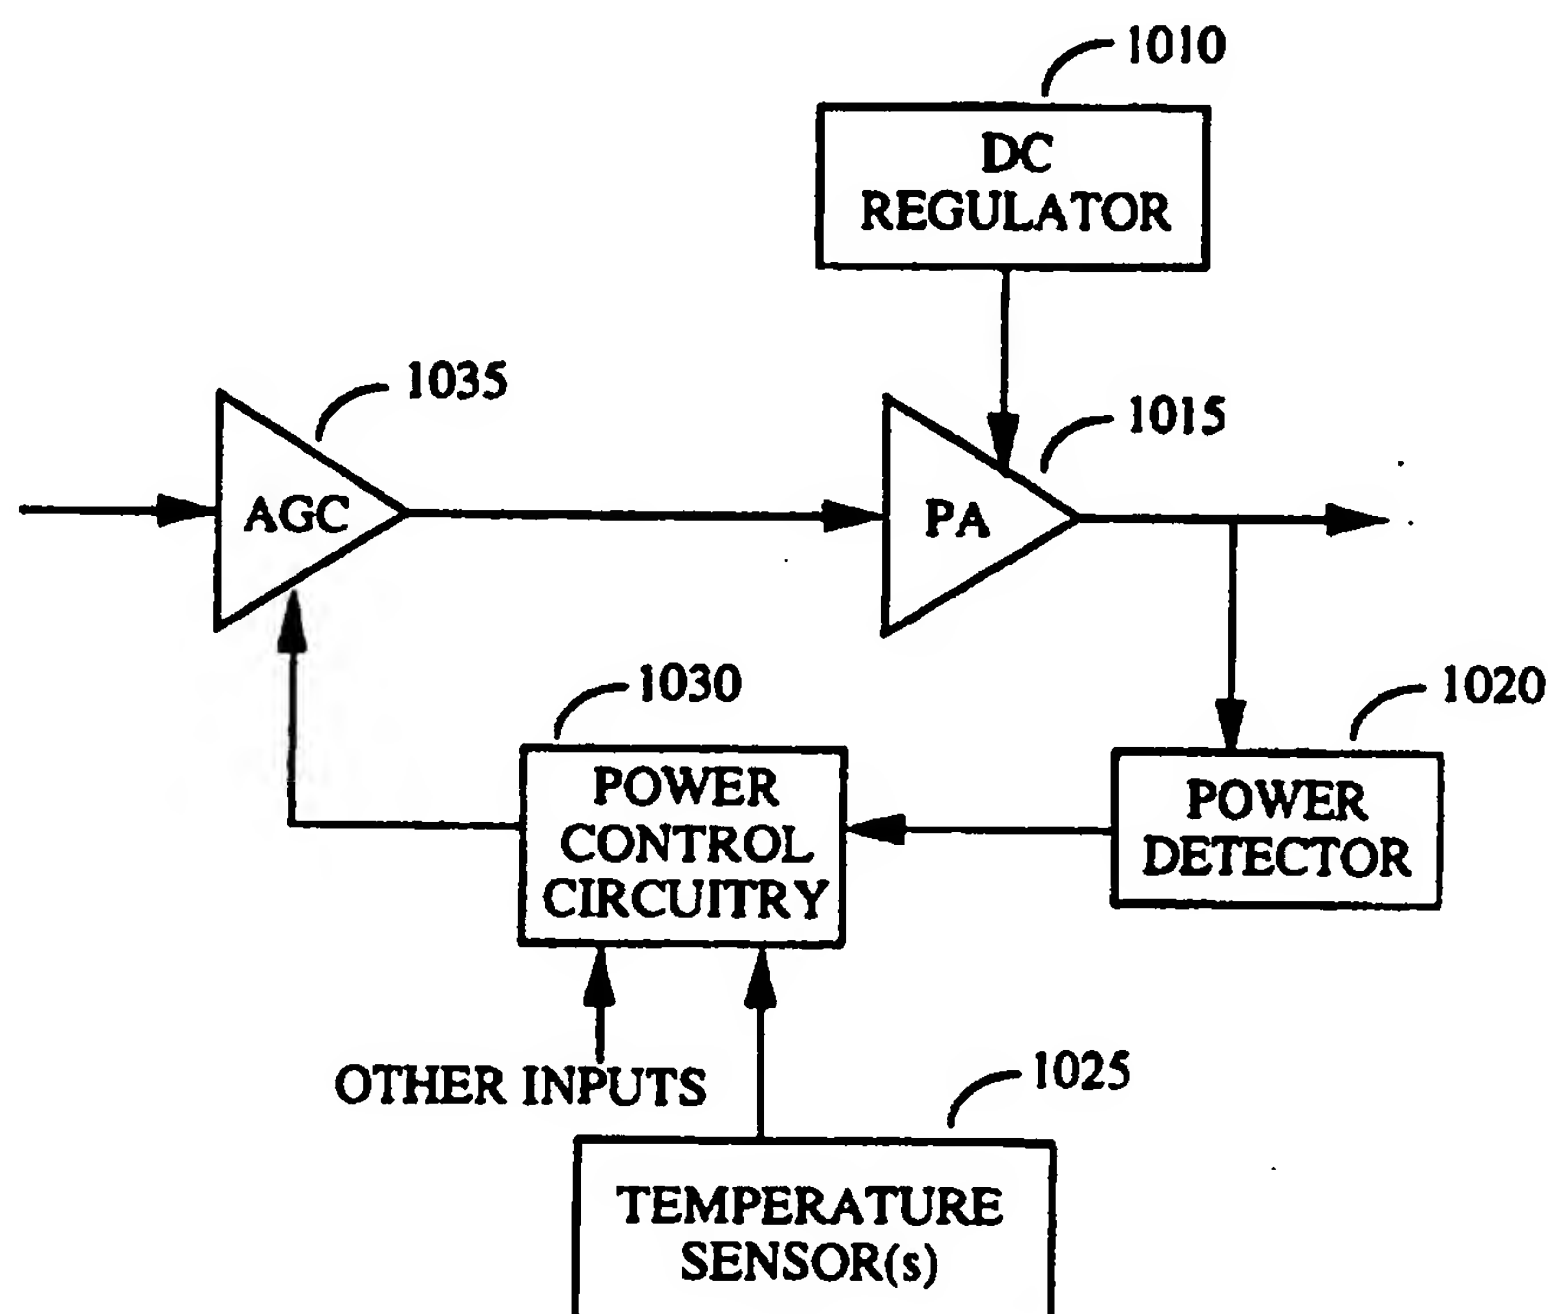 1010
DC
REGULATOR
1035
1015
AGC
PA
1030
1020
POWER
CONTROL
CIRCUITRY
POWER
DETECTOR
OTHER INPUTS
1025
TEMPERATURE
SENSOR(s)